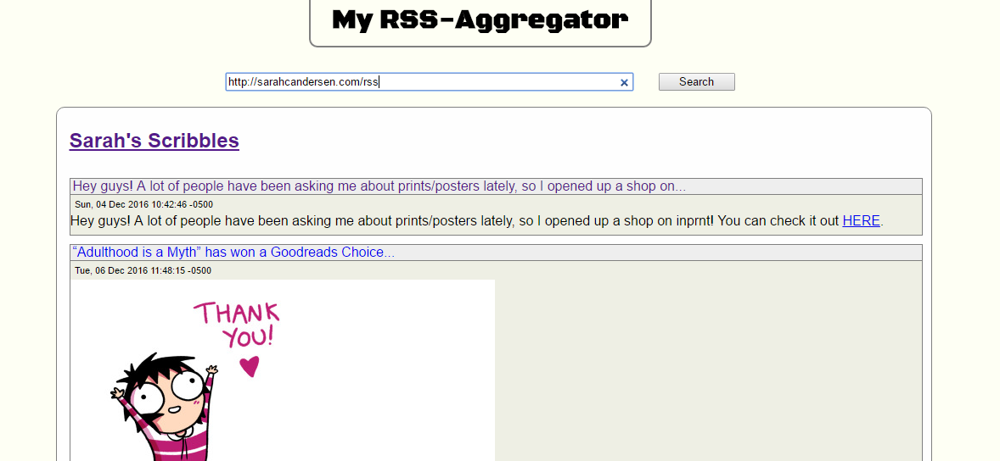 My RSS-Aggregator
http://sarahcandersen.com/rss
Search
Sarah's Scribbles
Hey guys! A lot of people have been asking me about prints/posters lately, so I opened up a shop on...
Sun, 04 Dec 2016 10:42:46 -0500
Hey guys! A lot of people have been asking me about prints/posters lately, so I opened up a shop on inprnt! You can check it out HERE.
“Adulthood is a Myth” has won a Goodreads Choice...
Tue, 06 Dec 2016 11:48:15 -0500
THANK
YOU!